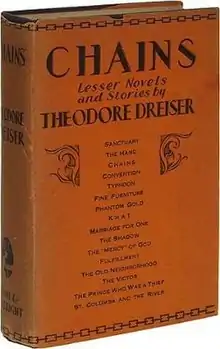 CHAINS
Lesser Novels
and Stories by
THEODORE DREISER
SANCTUARY
THE HAND
CHAINS
CONVENTION
TYPHOON
FINE FURNITURE
PHANTOM GOLD
KHAT
MARRIAGE FOR ONE
THE SHADOW
THE "MERCY" OF GOD
FULFILLMENT
THE OLD NEIGHBORHOOD
THE VICTOR
THE PRINCE WHO WAS A THIEF
ST. COLUMBA AND THE RIVER
CHAINS
DREISER